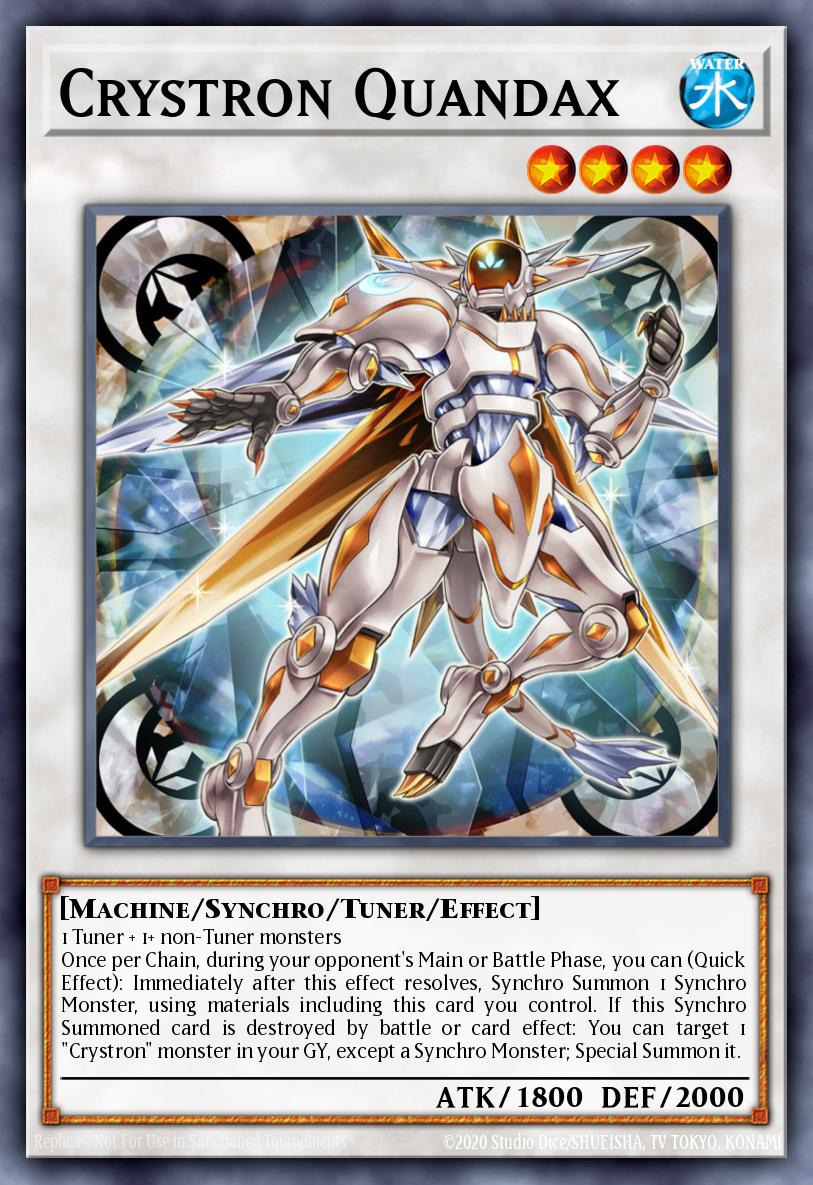 Crystron Quandax
WATER
水
[Machine/Synchro/Tuner/Effect]
1 Tuner + 1+ non-Tuner monsters
Once per Chain, during your opponent's Main or Battle Phase, you can (Quick
Effect): Immediately after this effect resolves, Synchro Summon 1 Synchro
Monster, using materials including this card you control. If this Synchro
Summoned card is destroyed by battle or card effect: You can target 1
"Crystron" monster in your GY, except a Synchro Monster; Special Summon it.
ATK/1800 DEF/2000
Replica - Not For Use in Sanctioned Tournaments
©2020 Studio Dice/SHUEISHA, TV TOKYO, KONAMI